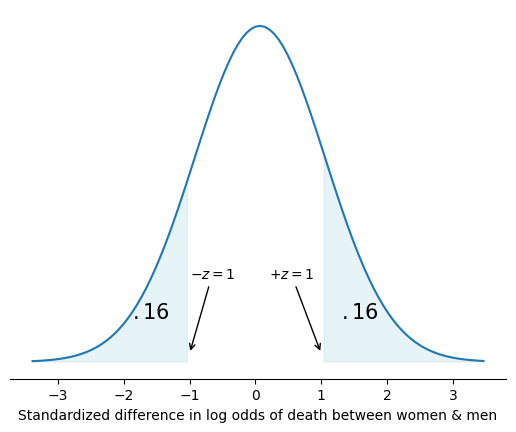 −z = 1
+z = 1
.16
.16
−3 −2 −1 0 1 2 3
Standardized difference in log odds of death between women & men